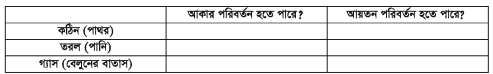 আকার পরিবর্তন হতে পারে? আয়তন পরিবর্তন হতে পারে?
কঠিন (পাথর)
তরল (পানি)
গ্যাস (বেলুনের বাতাস)